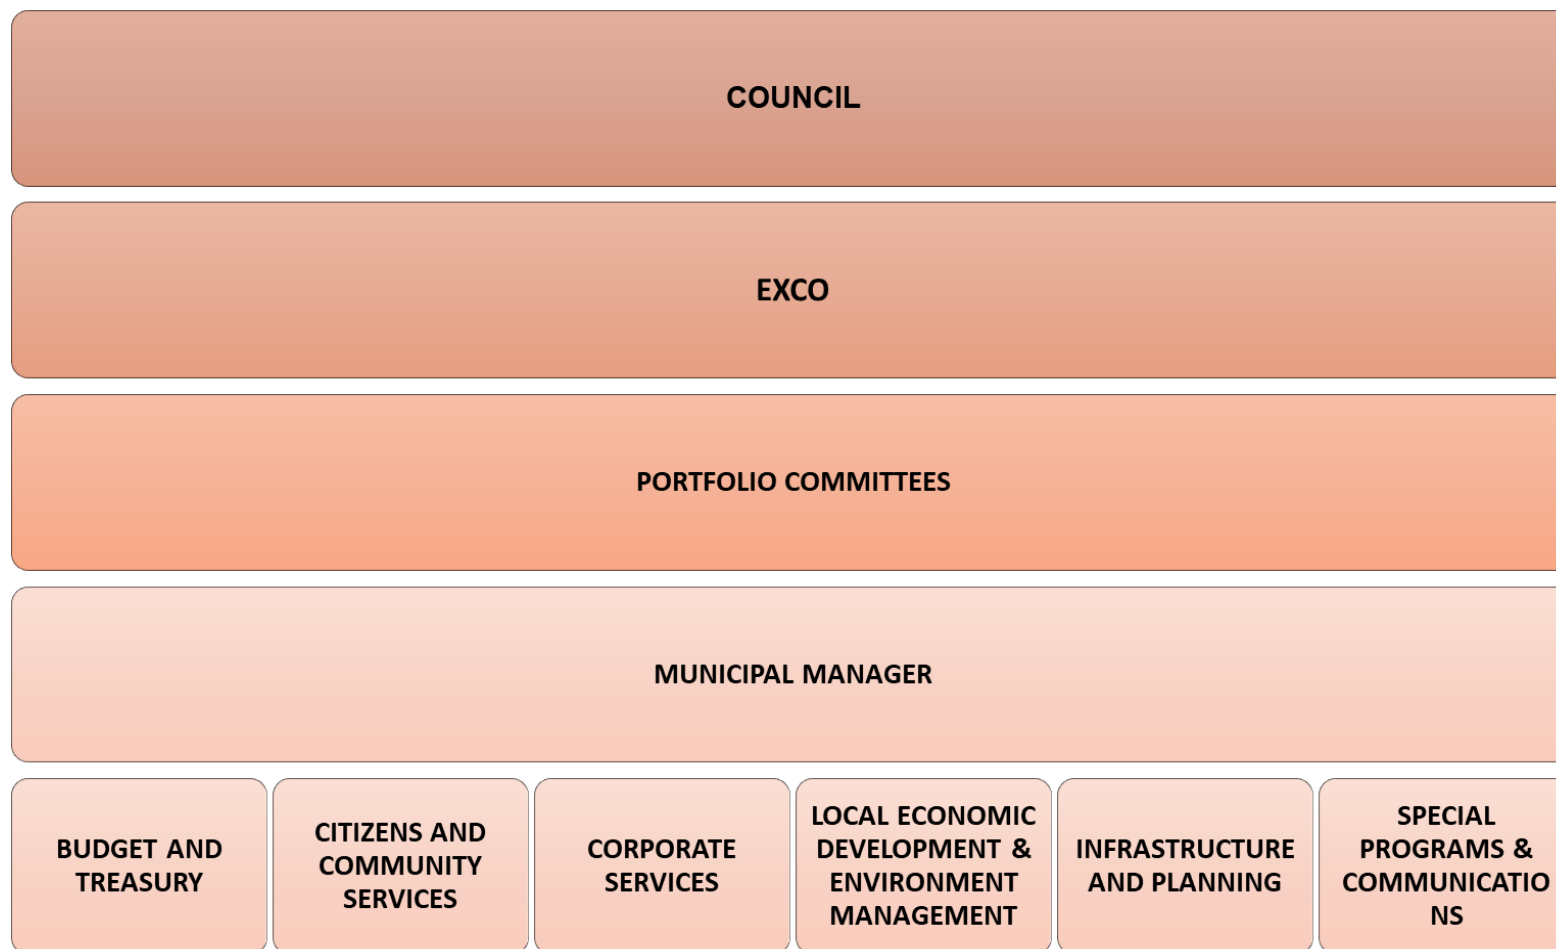 COUNCIL
EXCO
PORTFOLIO COMMITTEES
MUNICIPAL MANAGER
BUDGET AND
TREASURY
CITIZENS AND
COMMUNITY
SERVICES
CORPORATE
SERVICES
LOCAL ECONOMIC
DEVELOPMENT &
ENVIRONMENT
MANAGEMENT
INFRASTRUCTURE
AND PLANNING
SPECIAL
PROGRAMS &
COMMUNICATIO
NS